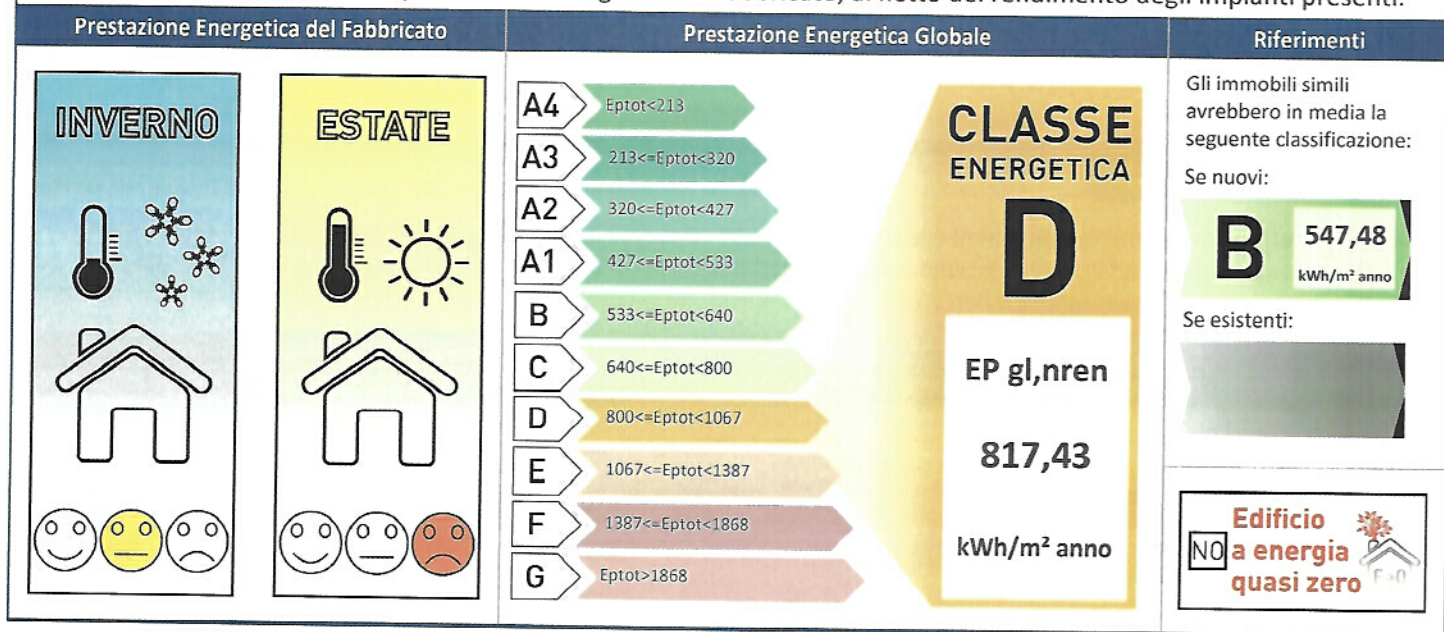 degli impianti presenti.
Prestazione Energetica del Fabbricato
INVERNO
ESTATE
Prestazione Energetica Globale
A4 Eptot<213
A3 213<=Eptot<320
A2 320<=Eptot<427
A1 427<=Eptot<533
B 533<=Eptot<640
C 640<=Eptot<800
D 800<=Eptot<1067
E 1067<=Eptot<1387
F 1387<=Eptot<1868
G Eptot>1868
CLASSE
ENERGETICA
D
EP gl,nren
817,43
kWh/m² anno
Riferimenti
Gli immobili simili
avrebbero in media la
seguente classificazione:
Se nuovi:
B 547,48
kWh/m² anno
Se esistenti:
Edificio
NO a energia
quasi zero